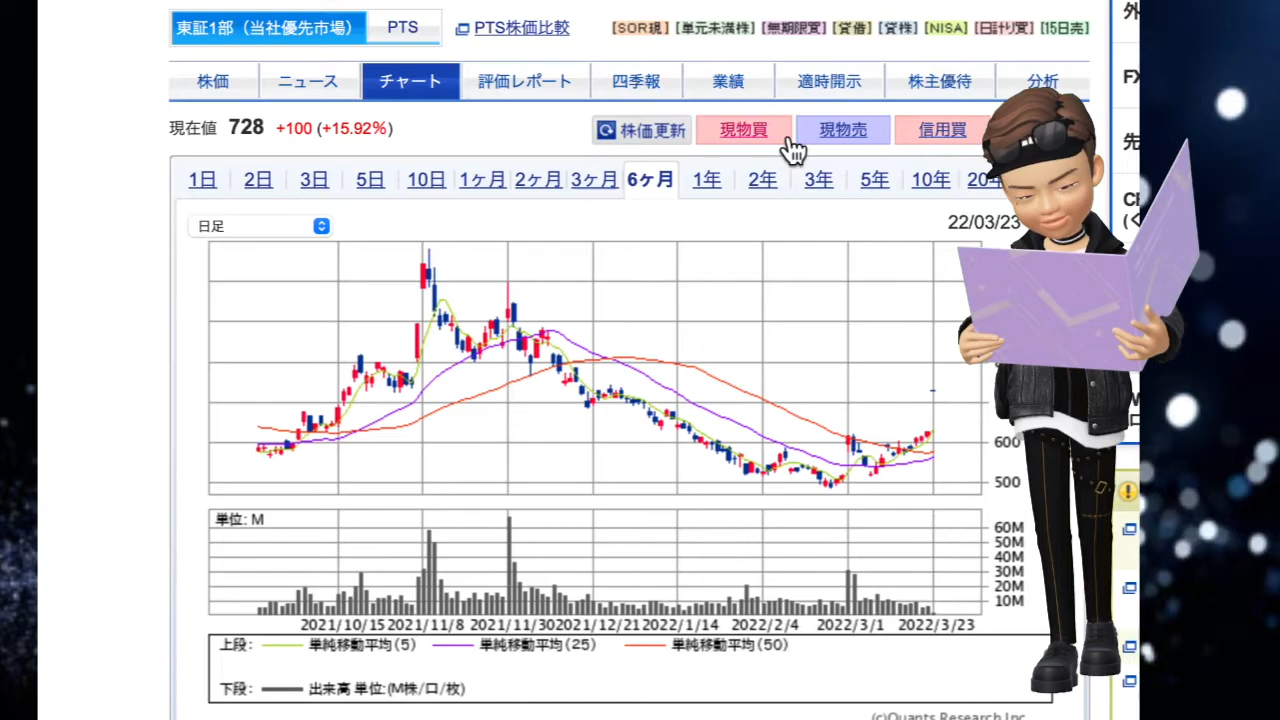 東証1部（当社優先市場） PTS PTS株価比較 [SOR現] [単元未満株] [無期限買] [貸借] [貸株] [NISA] [日計り買] [15日売]
株価 ニュース チャート 評価レポート 四季報 業績 適時開示 株主優待 分析
現在値 728 +100 (+15.92%) 株価更新 現物買 現物売 信用買
1日 2日 3日 5日 10日 1ヶ月 2ヶ月 3ヶ月 6ヶ月 1年 2年 3年 5年 10年 20年
日足 22/03/23
600
500
単位: M
60M
50M
40M
30M
20M
10M
2021/10/15 2021/11/8 2021/11/30 2021/12/21 2022/1/14 2022/2/4 2022/3/1 2022/3/23
上段: 単純移動平均(5) 単純移動平均(25) 単純移動平均(50)
下段: 出来高 単位:(M株/口/枚)
(c)Quants Research Inc.